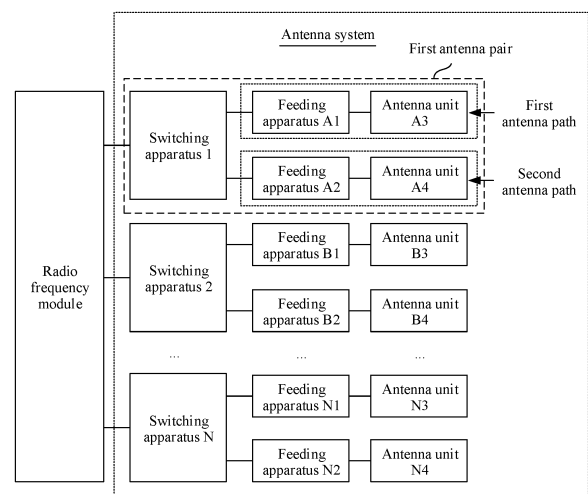 Antenna system
First antenna pair
Radio
frequency
module
Switching
apparatus 1
Feeding
apparatus A1
Antenna unit
A3
First
antenna path
Feeding
apparatus A2
Antenna unit
A4
Second
antenna path
Switching
apparatus 2
Feeding
apparatus B1
Antenna unit
B3
Feeding
apparatus B2
Antenna unit
B4
...
...
...
Switching
apparatus N
Feeding
apparatus N1
Antenna unit
N3
Feeding
apparatus N2
Antenna unit
N4